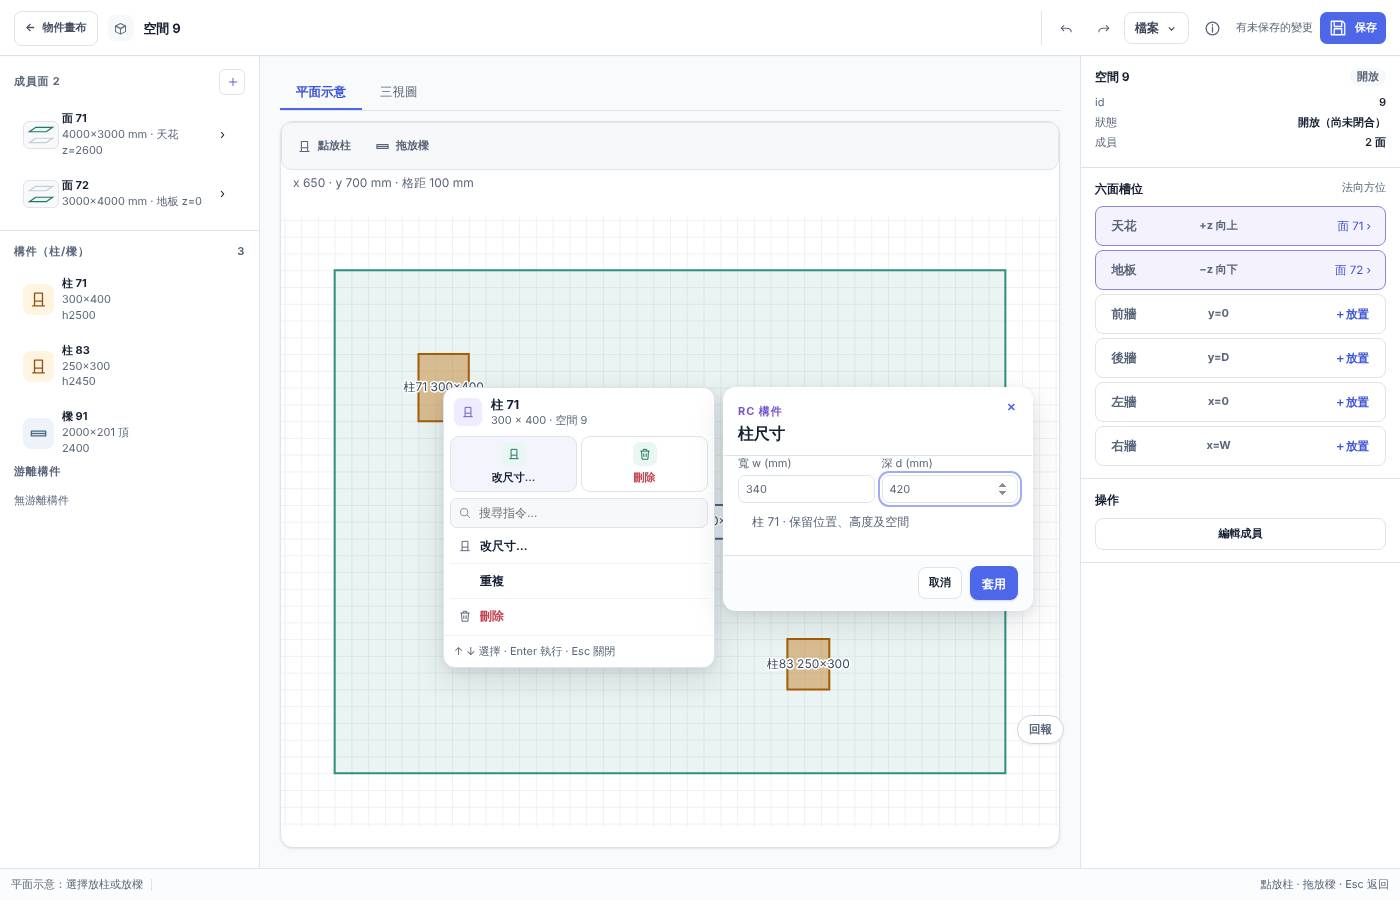 物件畫布
空間 9
檔案
有未保存的變更
保存
成員面 2
面 71
4000×3000 mm · 天花
z=2600
面 72
3000×4000 mm · 地板 z=0
構件（柱/樑）
3
柱 71
300×400
h2500
柱 83
250×300
h2450
樑 91
2000×201 頂
2400
游離構件
無游離構件
平面示意
三視圖
點放柱
拖放樑
x 650 · y 700 mm · 格距 100 mm
柱71 300×400
柱 71
300 × 400 · 空間 9
改尺寸…
刪除
搜尋指令…
改尺寸…
重複
刪除
↑ ↓ 選擇 · Enter 執行 · Esc 關閉
RC 構件
×
柱尺寸
寬 w (mm)
深 d (mm)
340
420
柱 71 · 保留位置、高度及空間
取消
套用
柱83 250×300
回報
空間 9
開放
id
9
狀態
開放（尚未閉合）
成員
2 面
六面槽位
法向方位
天花
+z 向上
面 71 ›
地板
−z 向下
面 72 ›
前牆
y=0
+ 放置
後牆
y=D
+ 放置
左牆
x=0
+ 放置
右牆
x=W
+ 放置
操作
編輯成員
平面示意：選擇放柱或放樑
點放柱 · 拖放樑 · Esc 返回